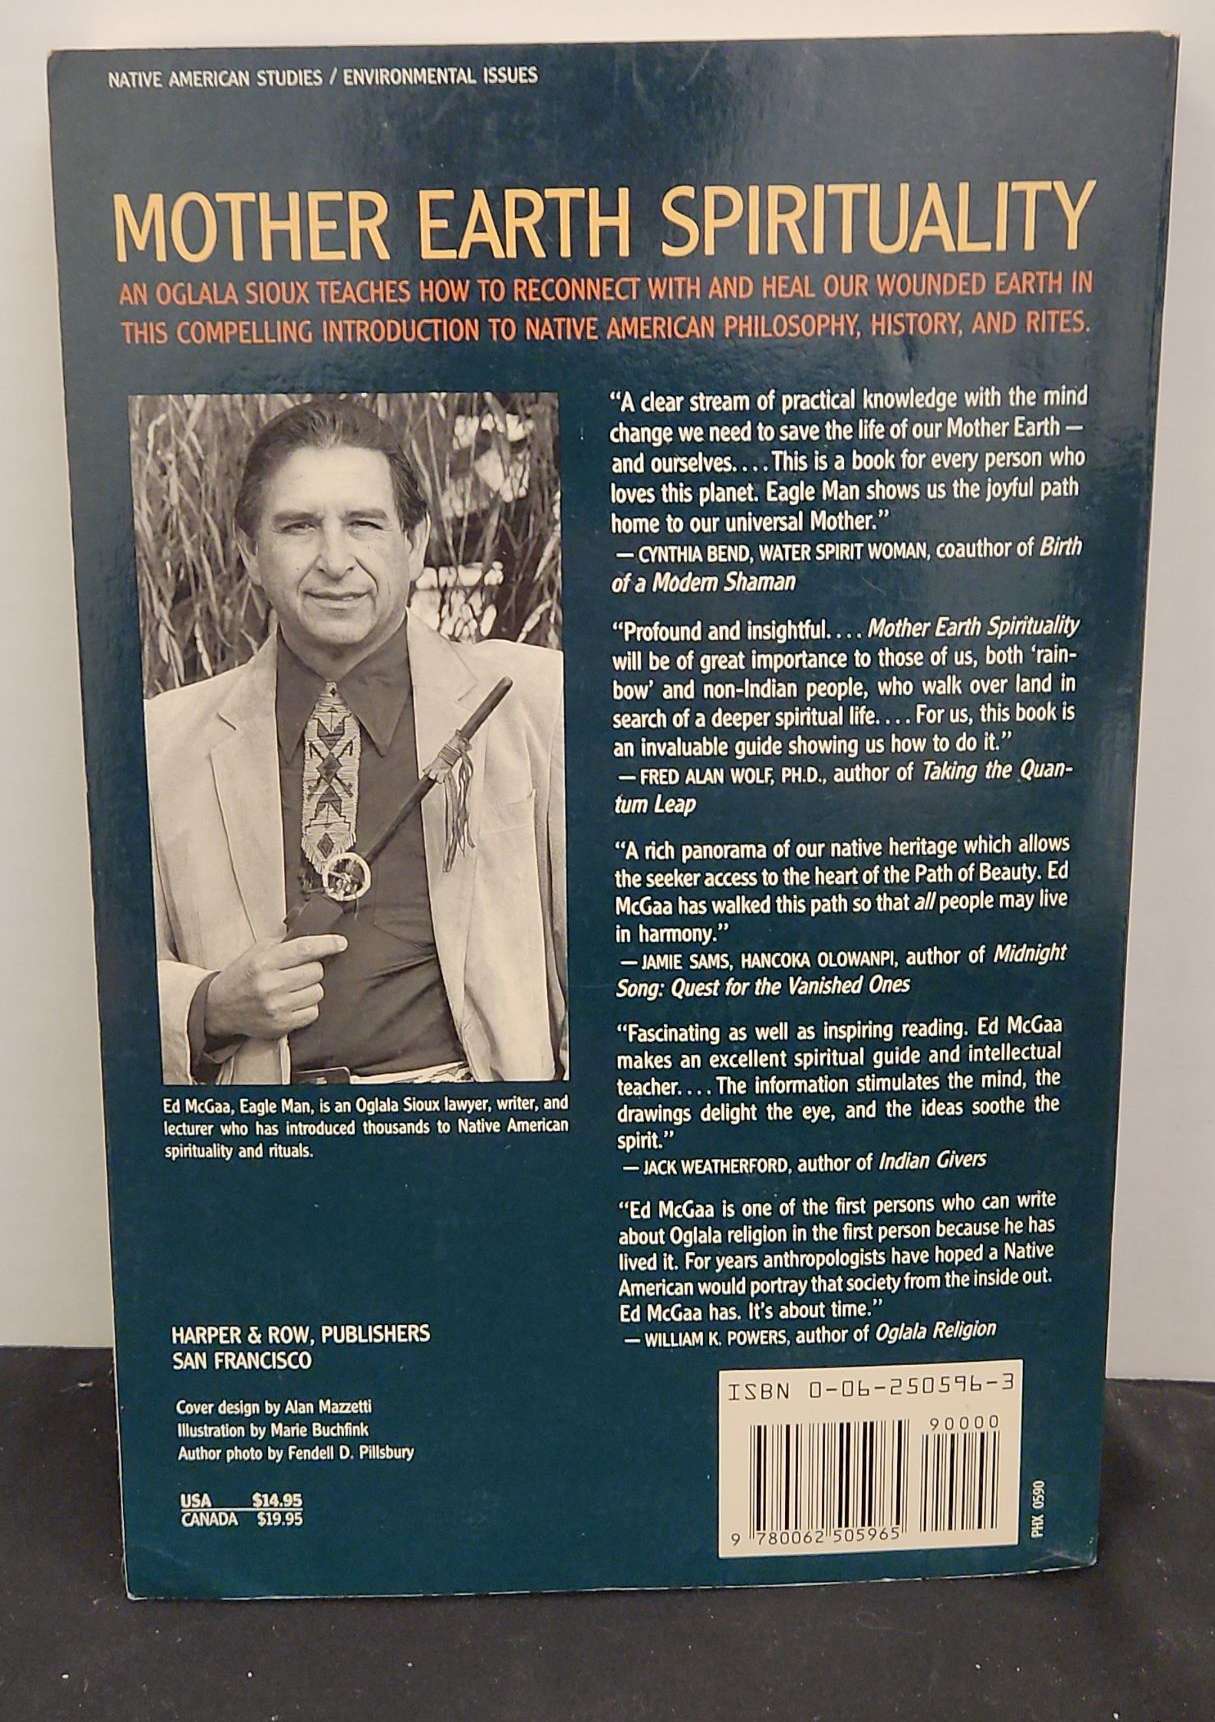 NATIVE AMERICAN STUDIES / ENVIRONMENTAL ISSUES
MOTHER EARTH SPIRITUALITY
AN OGLALA SIOUX TEACHES HOW TO RECONNECT WITH AND HEAL OUR WOUNDED EARTH IN
THIS COMPELLING INTRODUCTION TO NATIVE AMERICAN PHILOSOPHY, HISTORY, AND RITES.
“A clear stream of practical knowledge with the mind
change we need to save the life of our Mother Earth —
and ourselves. . . . This is a book for every person who
loves this planet. Eagle Man shows us the joyful path
home to our universal Mother.”
— CYNTHIA BEND, WATER SPIRIT WOMAN, coauthor of Birth
of a Modern Shaman
“Profound and insightful. . . . Mother Earth Spirituality
will be of great importance to those of us, both ‘rain-
bow’ and non-Indian people, who walk over land in
search of a deeper spiritual life. . . . For us, this book is
an invaluable guide showing us how to do it.”
— FRED ALAN WOLF, PH.D., author of Taking the Quan-
tum Leap
“A rich panorama of our native heritage which allows
the seeker access to the heart of the Path of Beauty. Ed
McGaa has walked this path so that all people may live
in harmony.”
— JAMIE SAMS, HANCOKA OLOWANPI, author of Midnight
Song: Quest for the Vanished Ones
“Fascinating as well as inspiring reading. Ed McGaa
makes an excellent spiritual guide and intellectual
teacher. . . . The information stimulates the mind, the
drawings delight the eye, and the ideas soothe the
spirit.”
— JACK WEATHERFORD, author of Indian Givers
“Ed McGaa is one of the first persons who can write
about Oglala religion in the first person because he has
lived it. For years anthropologists have hoped a Native
American would portray that society from the inside out.
Ed McGaa has. It's about time.”
— WILLIAM K. POWERS, author of Oglala Religion
Ed McGaa, Eagle Man, is an Oglala Sioux lawyer, writer, and
lecturer who has introduced thousands to Native American
spirituality and rituals.
HARPER & ROW, PUBLISHERS
SAN FRANCISCO
Cover design by Alan Mazzetti
Illustration by Marie Buchfink
Author photo by Fendell D. Pillsbury
USA $14.95
CANADA $19.95
ISBN 0-06-250596-3
90000
9 780062 505965
PHX 0590